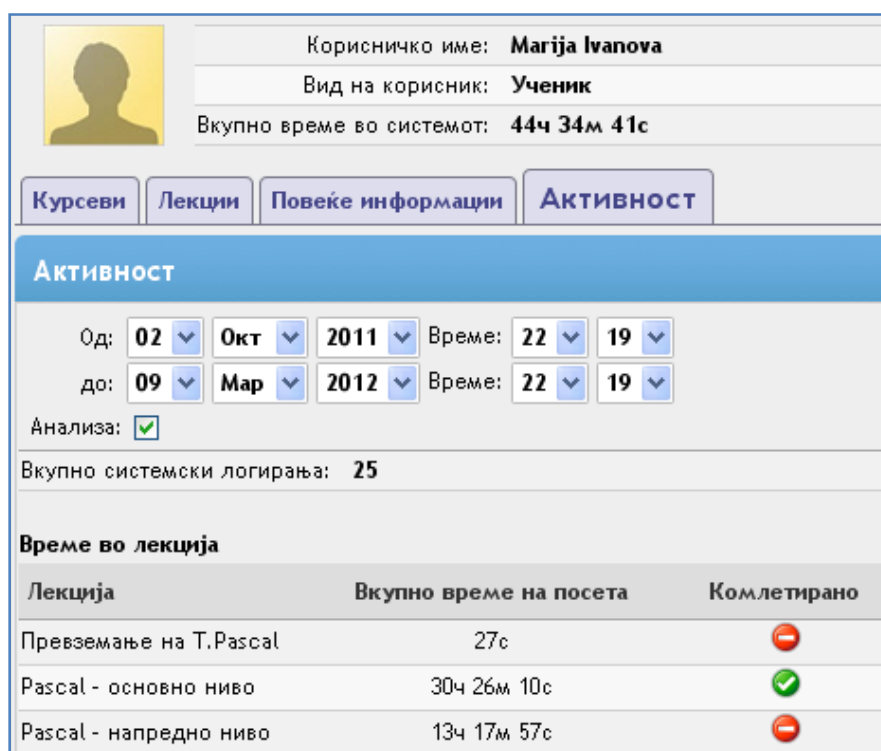 Корисничко име: Marija Ivanova
Вид на корисник: Ученик
Вкупно време во системот: 44ч 34м 41с
Курсеви Лекции Повеќе информации Активност
Активност
Од: 02 Окт 2011 Време: 22 19
до: 09 Мар 2012 Време: 22 19
Анализа:
Вкупно системски логирања: 25
Време во лекција
Лекција Вкупно време на посета Комлетирано
Превземање на T.Pascal 27с
Pascal - основно ниво 30ч 26м 10с
Pascal - напредно ниво 13ч 17м 57с